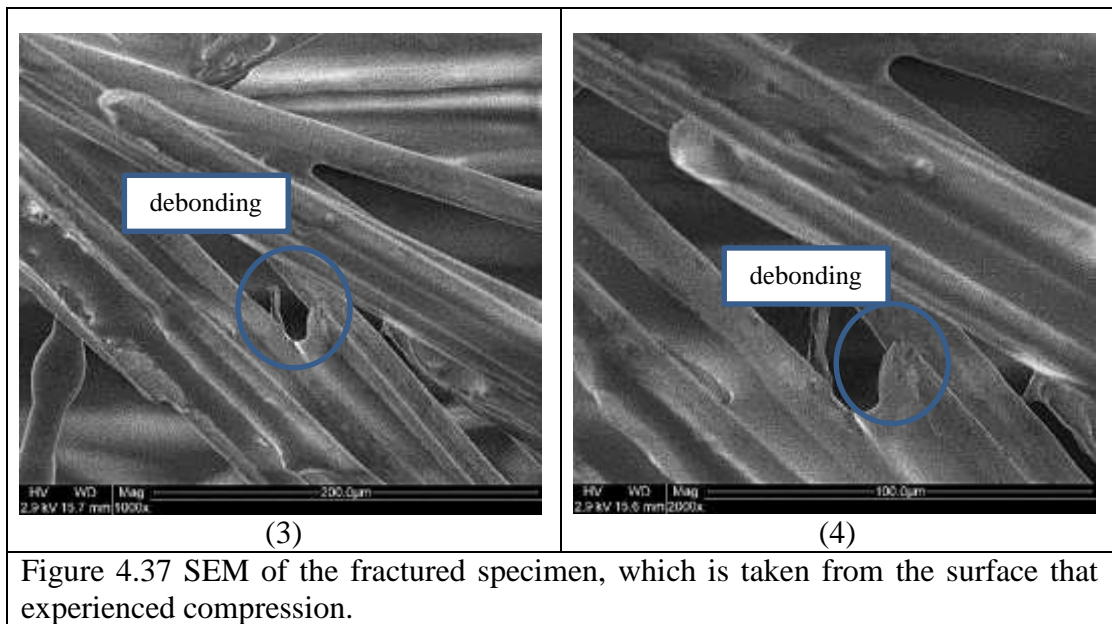 debonding
HV WD Mag 200.0µm
2.9 kV 15.7 mm 1000x
(3)
debonding
HV WD Mag 100.0µm
2.9 kV 15.6 mm 2000x
(4)
Figure 4.37 SEM of the fractured specimen, which is taken from the surface that
experienced compression.